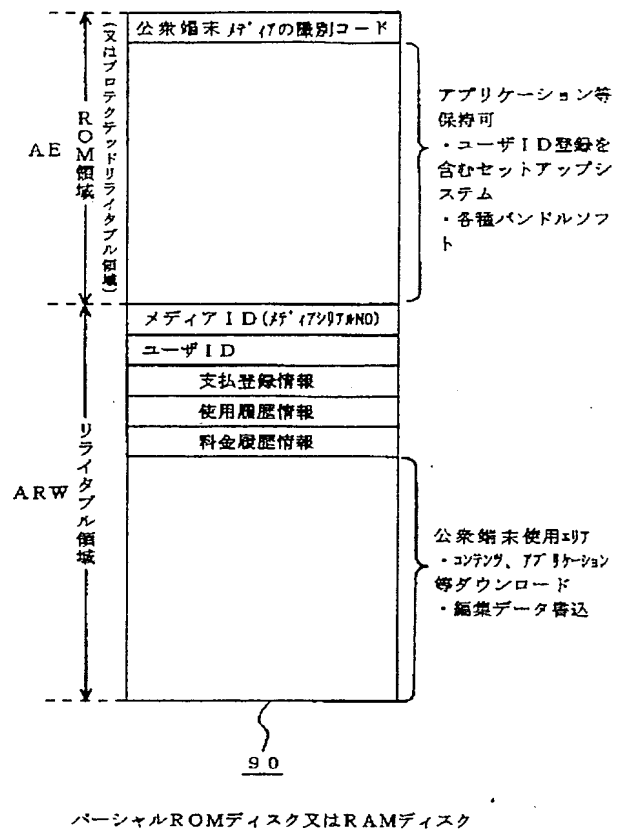 公衆端末 ﾒﾃﾞｨｱの識別コード
AE
ROM領域
(又はプロテクテッドリライタブル領域)
アプリケーション等
保持可
・ユーザID登録を
含むセットアップシ
ステム
・各種バンドルソフ
ト
メディアID(ﾒﾃﾞｨｱｼﾘｱﾙNO)
ユーザID
支払登録情報
使用履歴情報
料金履歴情報
ARW
リライタブル領域
公衆端末使用ｴﾘｱ
・ｺﾝﾃﾝﾂ、ｱﾌﾟﾘｹｰｼｮﾝ
等ダウンロード
・編集データ書込
90
パーシャルROMディスク又はRAMディスク